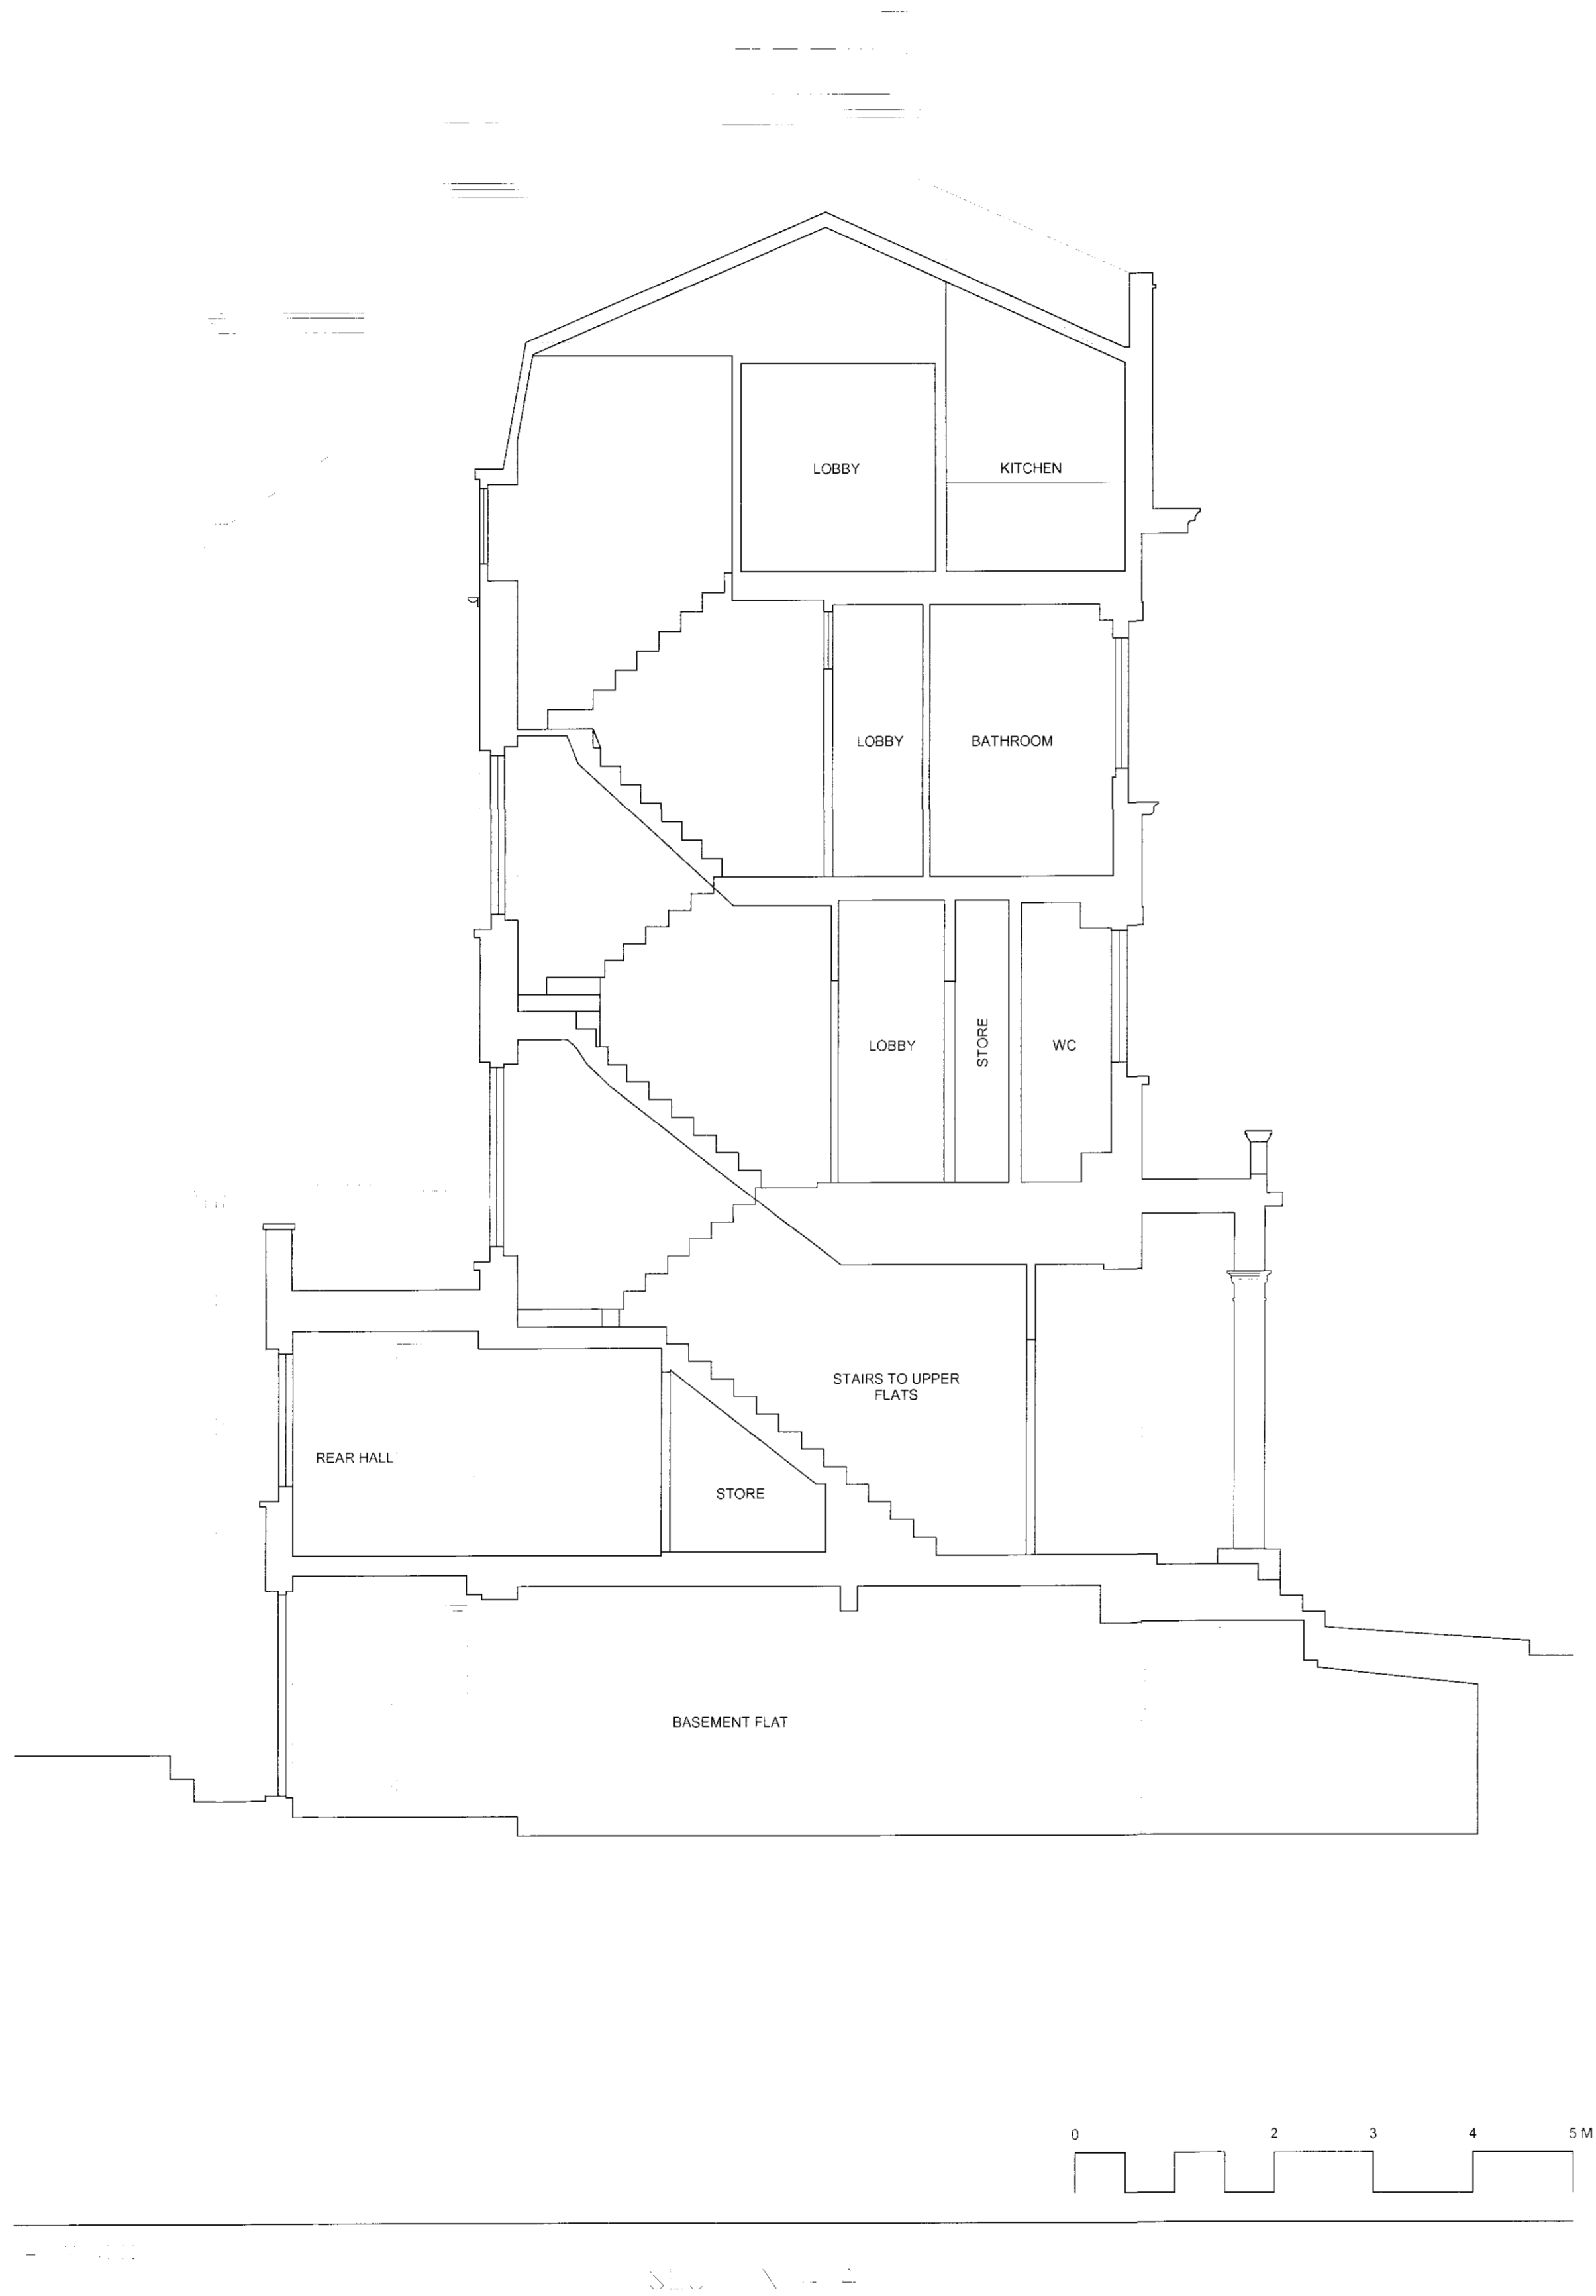 LOBBY
KITCHEN
LOBBY
BATHROOM
LOBBY
STORE
WC
STAIRS TO UPPER
FLATS
REAR HALL
STORE
BASEMENT FLAT
0 2 3 4 5 M